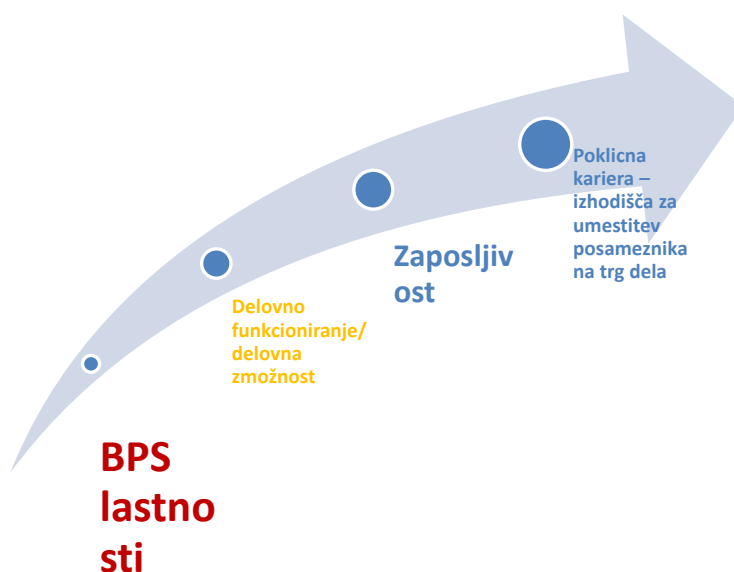 BPS
lastno
sti
Delovno
funkcioniranje/
delovna
zmožnost
Zaposljiv
ost
Poklicna
kariera –
izhodišča za
umestitev
posameznika
na trg dela